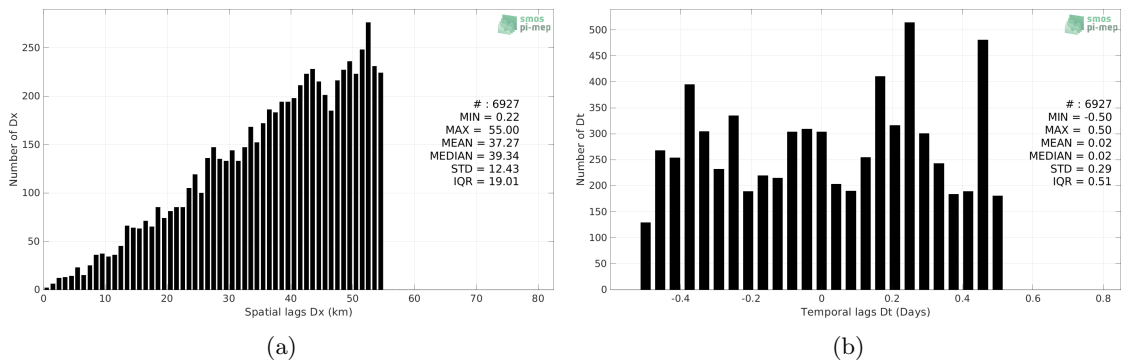 smos
pi-mep
250
200
150
100
50
0
Number of Dx
# : 6927
MIN = 0.22
MAX = 55.00
MEAN = 37.27
MEDIAN = 39.34
STD = 12.43
IQR = 19.01
0 10 20 30 40 50 60 70 80
Spatial lags Dx (km)
(a)
smos
pi-mep
500
450
400
350
300
250
200
150
100
50
0
Number of Dt
# : 6927
MIN = -0.50
MAX = 0.50
MEAN = 0.02
MEDIAN = 0.02
STD = 0.29
IQR = 0.51
-0.4 -0.2 0 0.2 0.4 0.6 0.8
Temporal lags Dt (Days)
(b)